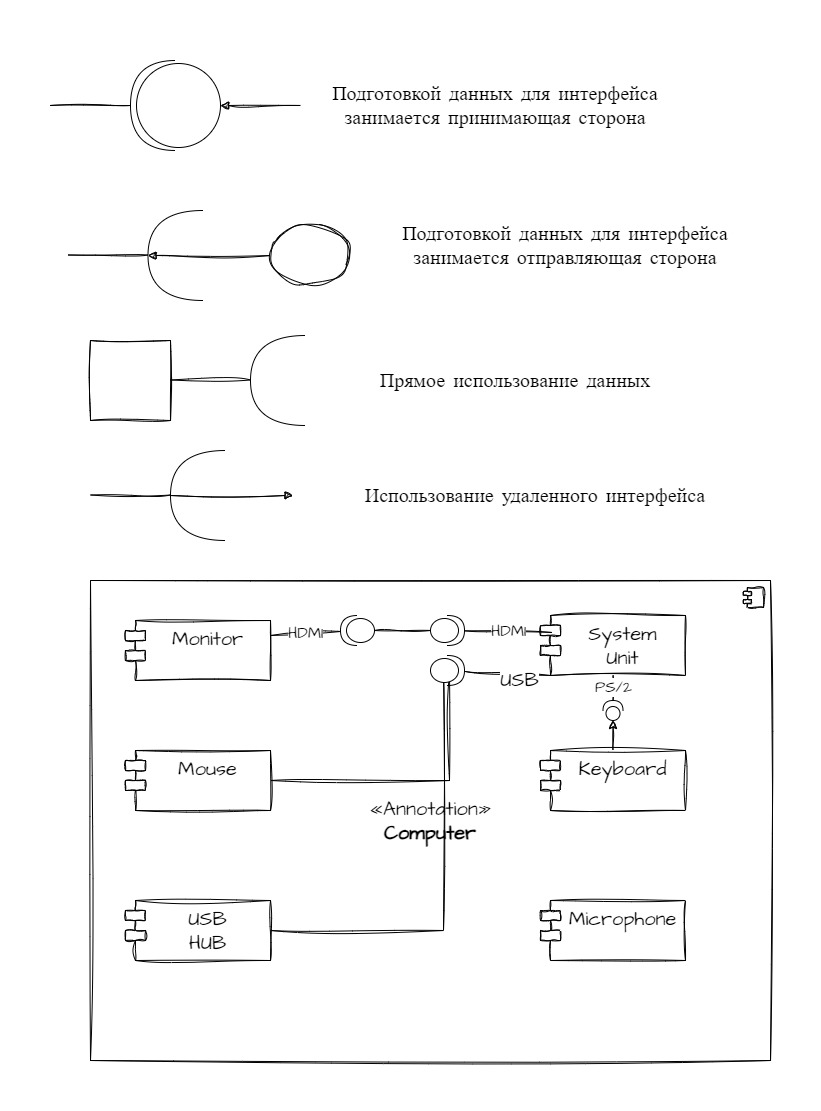 Подготовкой данных для интерфейса
занимается принимающая сторона
Подготовкой данных для интерфейса
занимается отправляющая сторона
Прямое использование данных
Использование удаленного интерфейса
Monitor
HDMI
HDMI
System
Unit
USB
PS/2
Mouse
Keyboard
«Annotation»
Computer
USB
HUB
Microphone